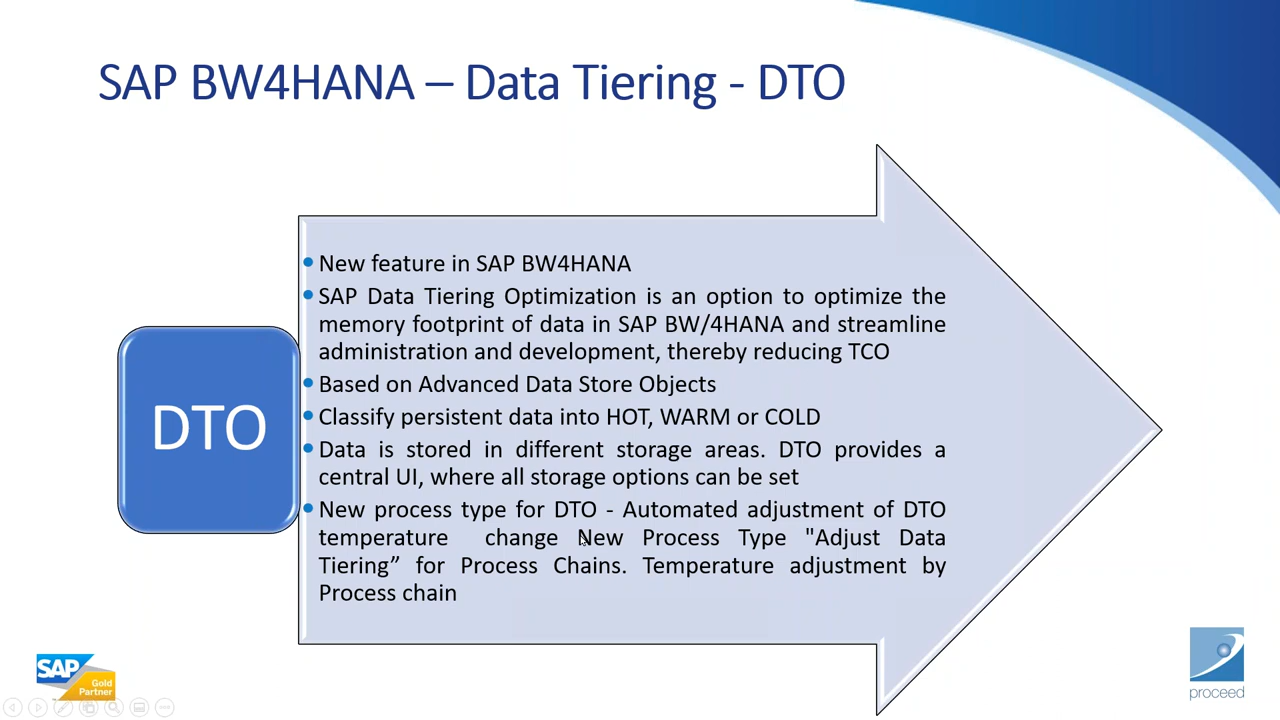 SAP BW4HANA – Data Tiering - DTO
DTO
• New feature in SAP BW4HANA
• SAP Data Tiering Optimization is an option to optimize the
memory footprint of data in SAP BW/4HANA and streamline
administration and development, thereby reducing TCO
• Based on Advanced Data Store Objects
• Classify persistent data into HOT, WARM or COLD
• Data is stored in different storage areas. DTO provides a
central UI, where all storage options can be set
• New process type for DTO - Automated adjustment of DTO
temperature change New Process Type "Adjust Data
Tiering” for Process Chains. Temperature adjustment by
Process chain
SAP
Gold
Partner
proceed